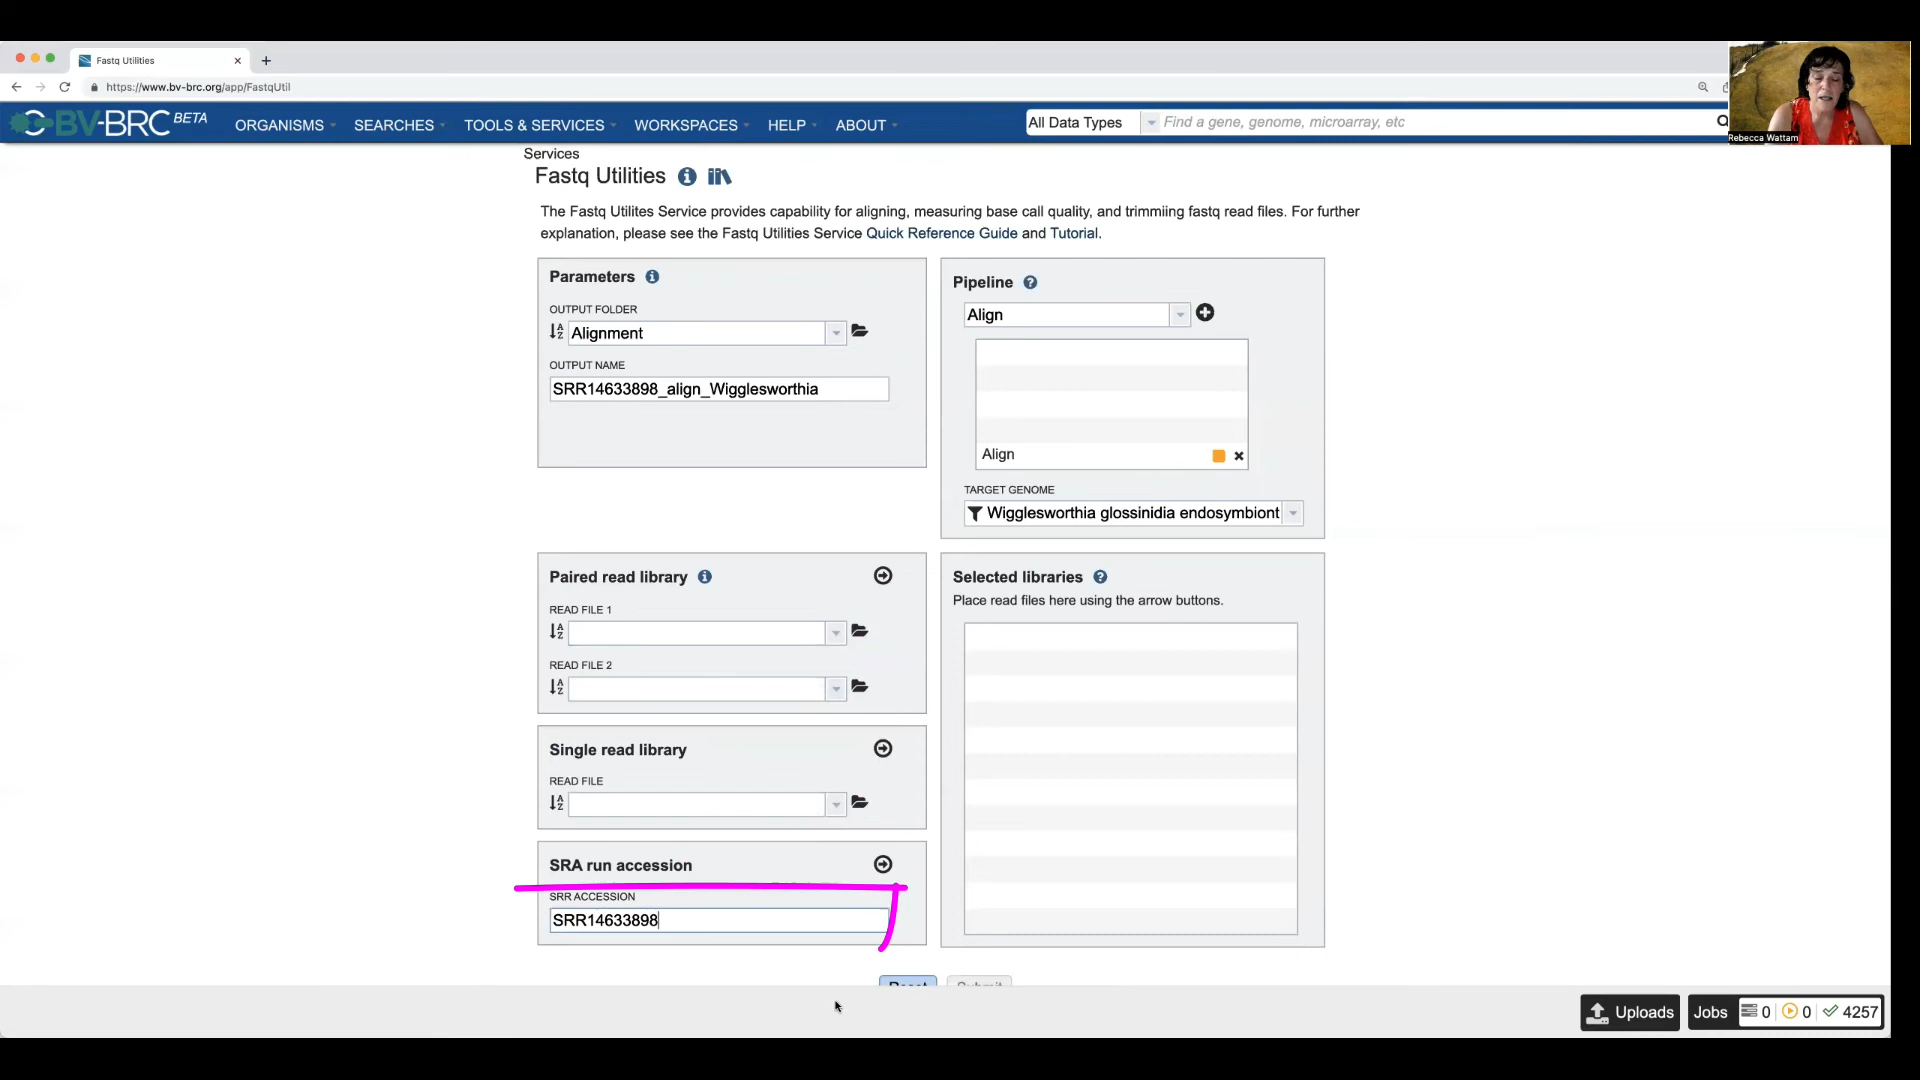 Fastq Utilities
https://www.bv-brc.org/app/FastqUtil
BV-BRC BETA
ORGANISMS
SEARCHES
TOOLS & SERVICES
WORKSPACES
HELP
ABOUT
All Data Types
Find a gene, genome, microarray, etc
Rebecca Wattam
Services
Fastq Utilities
The Fastq Utilites Service provides capability for aligning, measuring base call quality, and trimmiing fastq read files. For further
explanation, please see the Fastq Utilities Service Quick Reference Guide and Tutorial.
Parameters
OUTPUT FOLDER
Alignment
OUTPUT NAME
SRR14633898_align_Wigglesworthia
Pipeline
Align
Align
TARGET GENOME
Wigglesworthia glossinidia endosymbiont
Paired read library
READ FILE 1
READ FILE 2
Single read library
READ FILE
SRA run accession
SRR ACCESSION
SRR14633898
Selected libraries
Place read files here using the arrow buttons.
Reset
Submit
Uploads
Jobs 0 0 4257